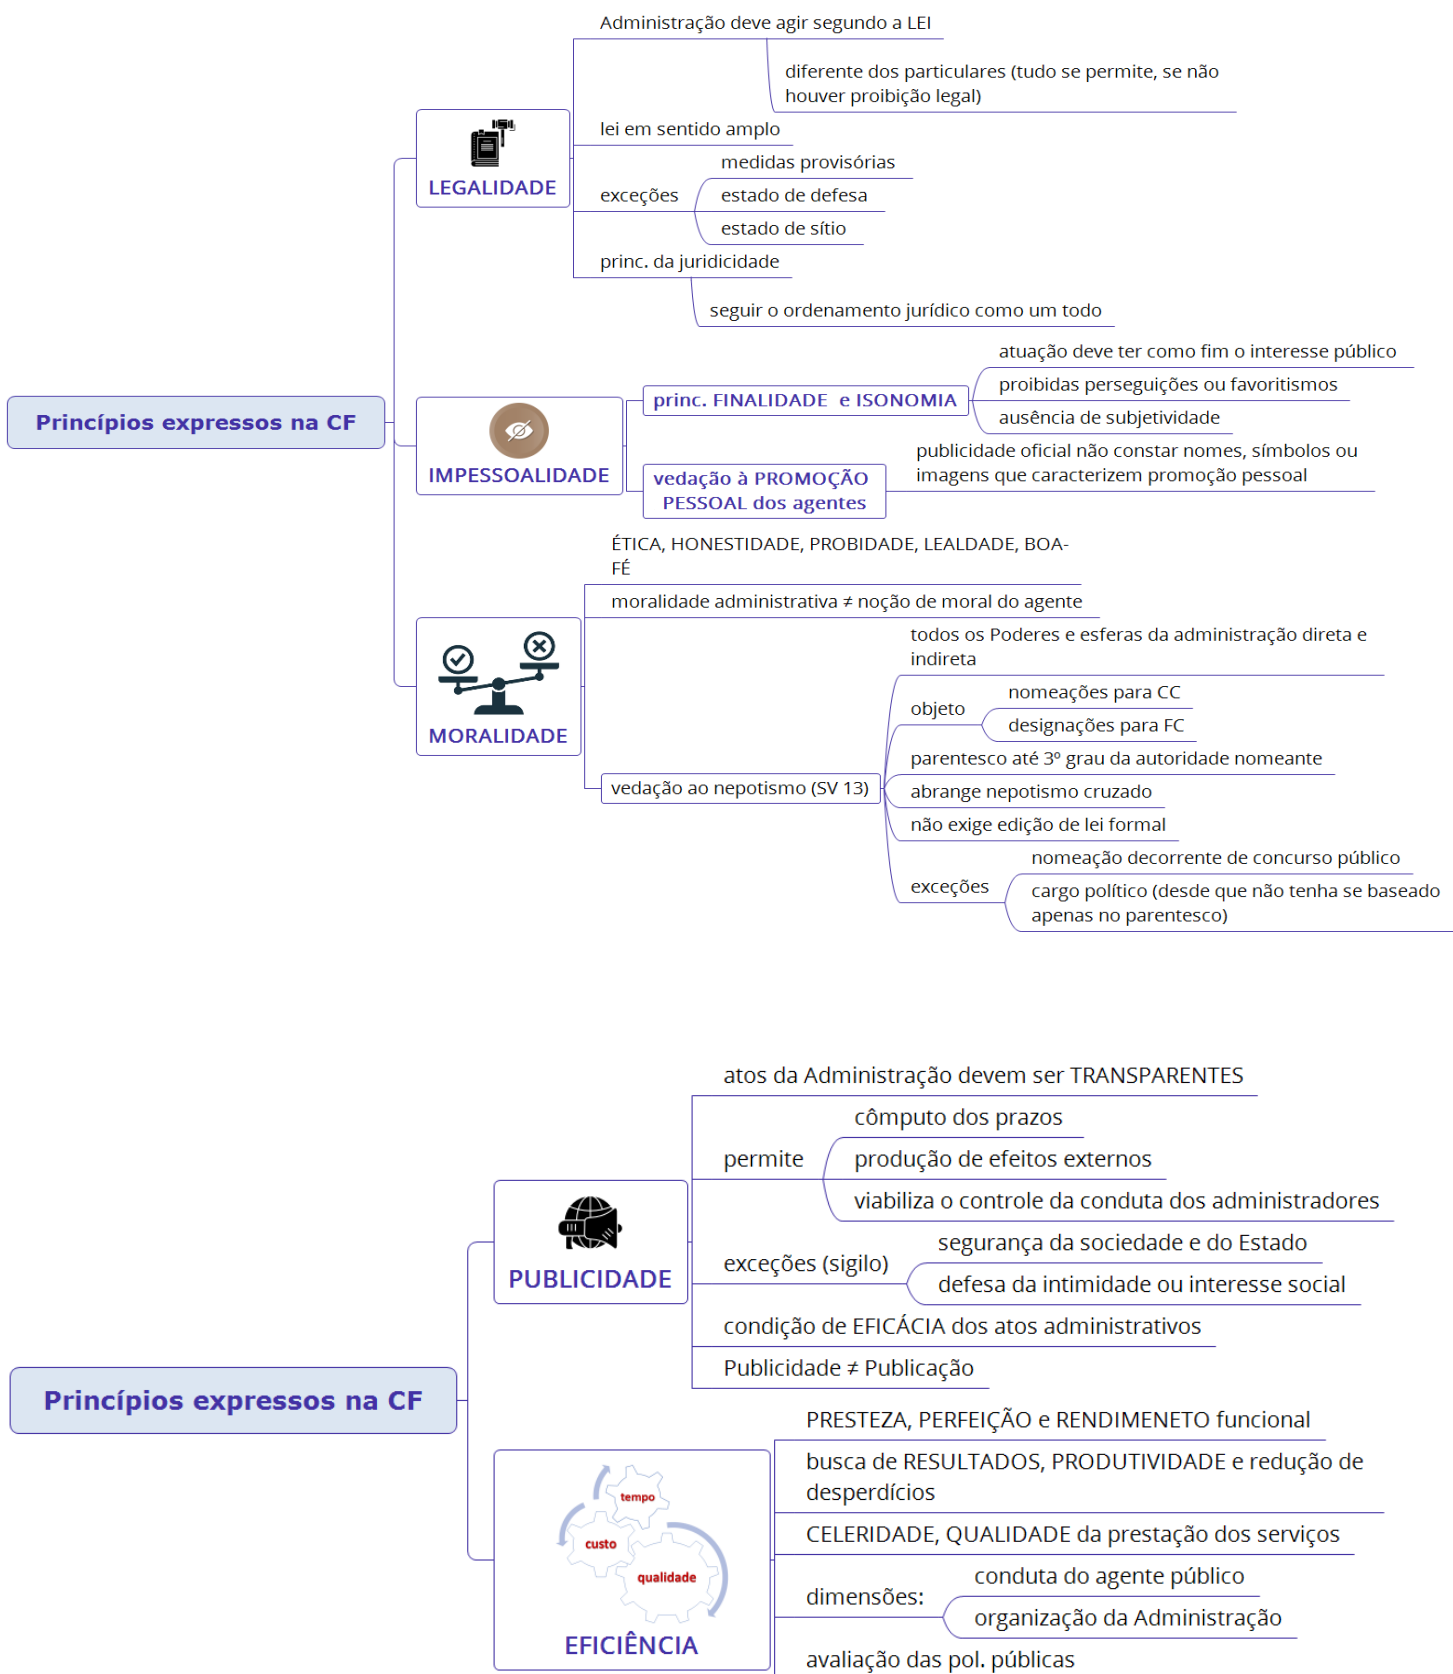 Princípios expressos na CF
LEGALIDADE
Administração deve agir segundo a LEI
diferente dos particulares (tudo se permite, se não
houver proibição legal)
lei em sentido amplo
exceções
medidas provisórias
estado de defesa
estado de sítio
princ. da juridicidade
seguir o ordenamento jurídico como um todo
IMPESSOALIDADE
princ. FINALIDADE e ISONOMIA
atuação deve ter como fim o interesse público
proibidas perseguições ou favoritismos
ausência de subjetividade
vedação à PROMOÇÃO
PESSOAL dos agentes
publicidade oficial não constar nomes, símbolos ou
imagens que caracterizem promoção pessoal
MORALIDADE
ÉTICA, HONESTIDADE, PROBIDADE, LEALDADE, BOA-
FÉ
moralidade administrativa ≠ noção de moral do agente
vedação ao nepotismo (SV 13)
todos os Poderes e esferas da administração direta e
indireta
objeto
nomeações para CC
designações para FC
parentesco até 3º grau da autoridade nomeante
abrange nepotismo cruzado
não exige edição de lei formal
exceções
nomeação decorrente de concurso público
cargo político (desde que não tenha se baseado
apenas no parentesco)
Princípios expressos na CF
PUBLICIDADE
atos da Administração devem ser TRANSPARENTES
permite
cômputo dos prazos
produção de efeitos externos
viabiliza o controle da conduta dos administradores
exceções (sigilo)
segurança da sociedade e do Estado
defesa da intimidade ou interesse social
condição de EFICÁCIA dos atos administrativos
Publicidade ≠ Publicação
tempo
custo
qualidade
EFICIÊNCIA
PRESTEZA, PERFEIÇÃO e RENDIMENETO funcional
busca de RESULTADOS, PRODUTIVIDADE e redução de
desperdícios
CELERIDADE, QUALIDADE da prestação dos serviços
dimensões:
conduta do agente público
organização da Administração
avaliação das pol. públicas